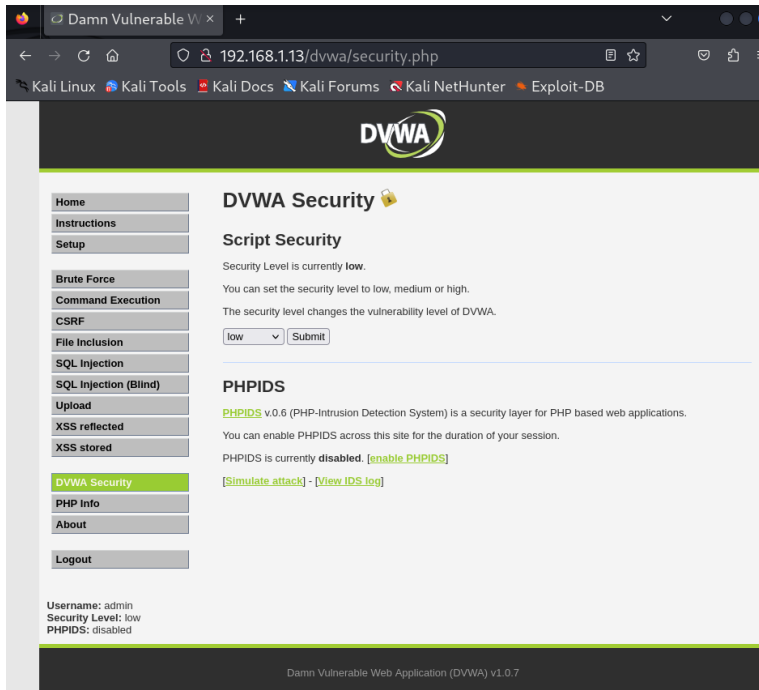 Damn Vulnerable W
192.168.1.13/dvwa/security.php
Kali Linux Kali Tools Kali Docs Kali Forums Kali NetHunter Exploit-DB
DVWA
Home
Instructions
Setup
Brute Force
Command Execution
CSRF
File Inclusion
SQL Injection
SQL Injection (Blind)
Upload
XSS reflected
XSS stored
DVWA Security
PHP Info
About
Logout
Username: admin
Security Level: low
PHPIDS: disabled
DVWA Security
Script Security
Security Level is currently low.
You can set the security level to low, medium or high.
The security level changes the vulnerability level of DVWA.
low Submit
PHPIDS
PHPIDS v.0.6 (PHP-Intrusion Detection System) is a security layer for PHP based web applications.
You can enable PHPIDS across this site for the duration of your session.
PHPIDS is currently disabled. [enable PHPIDS]
[Simulate attack] - [View IDS log]
Damn Vulnerable Web Application (DVWA) v1.0.7